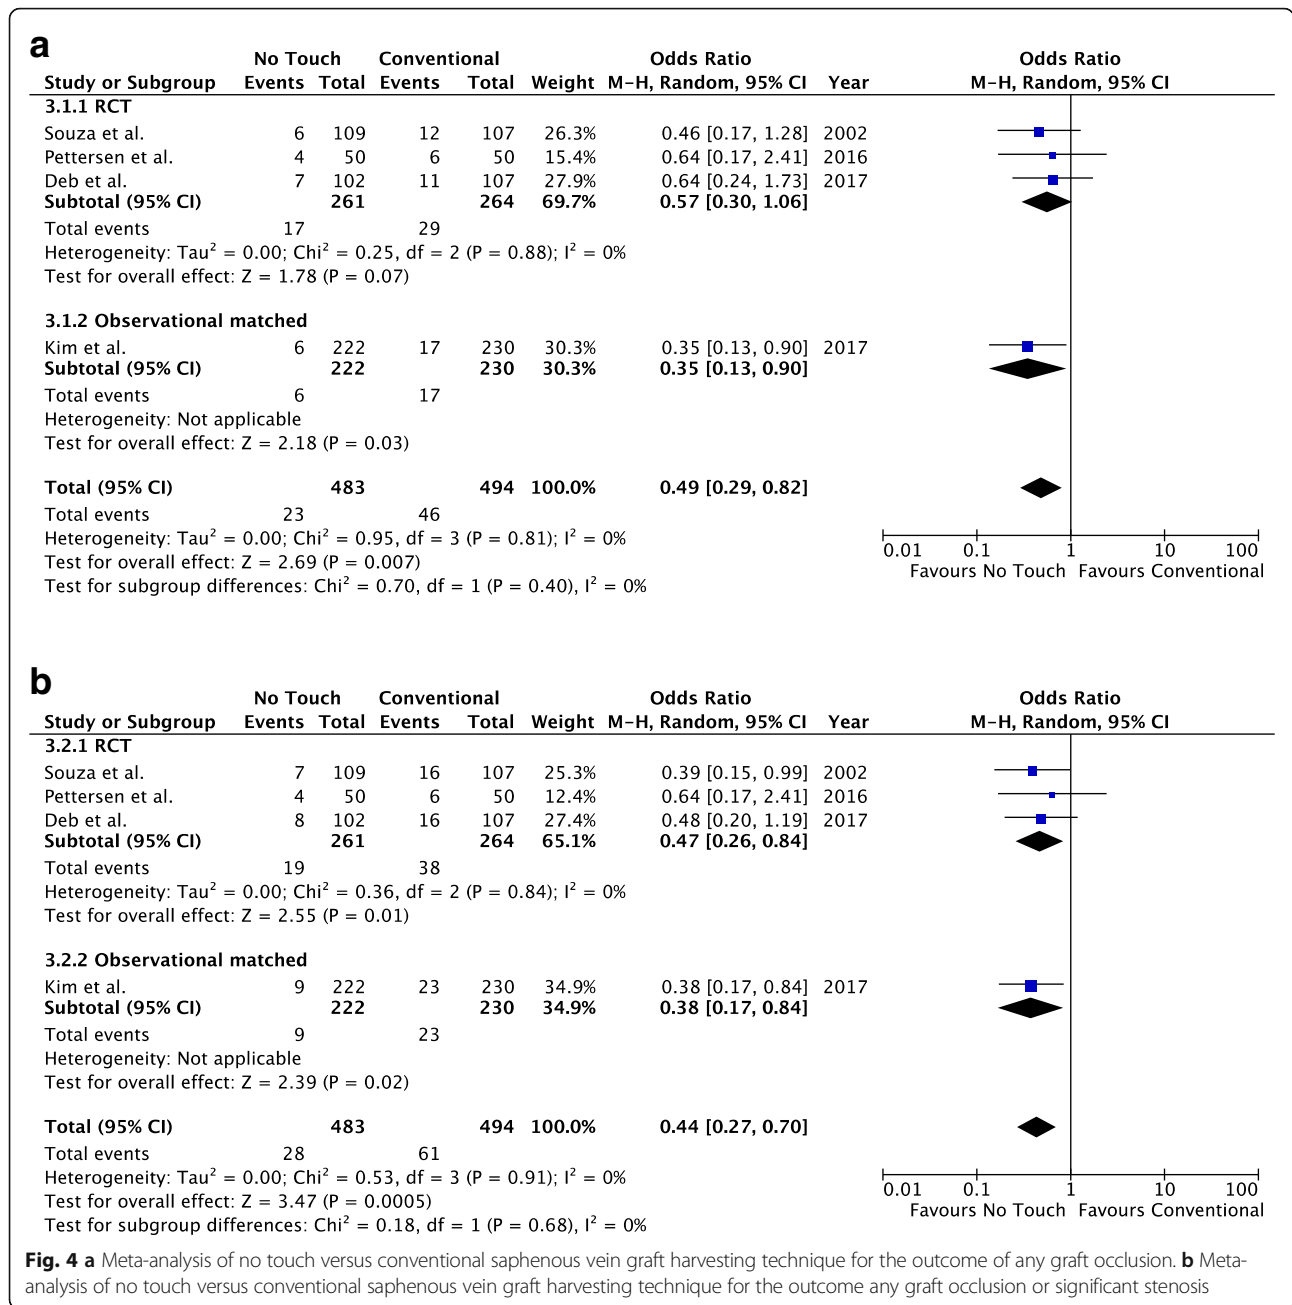 a
No Touch Conventional Odds Ratio Odds Ratio
Study or Subgroup Events Total Events Total Weight M-H, Random, 95% CI Year M-H, Random, 95% CI
3.1.1 RCT
Souza et al. 6 109 12 107 26.3% 0.46 [0.17, 1.28] 2002
Pettersen et al. 4 50 6 50 15.4% 0.64 [0.17, 2.41] 2016
Deb et al. 7 102 11 107 27.9% 0.64 [0.24, 1.73] 2017
Subtotal (95% CI) 261 264 69.7% 0.57 [0.30, 1.06]
Total events 17 29
Heterogeneity: Tau² = 0.00; Chi² = 0.25, df = 2 (P = 0.88); I² = 0%
Test for overall effect: Z = 1.78 (P = 0.07)
3.1.2 Observational matched
Kim et al. 6 222 17 230 30.3% 0.35 [0.13, 0.90] 2017
Subtotal (95% CI) 222 230 30.3% 0.35 [0.13, 0.90]
Total events 6 17
Heterogeneity: Not applicable
Test for overall effect: Z = 2.18 (P = 0.03)
Total (95% CI) 483 494 100.0% 0.49 [0.29, 0.82]
Total events 23 46
Heterogeneity: Tau² = 0.00; Chi² = 0.95, df = 3 (P = 0.81); I² = 0%
Test for overall effect: Z = 2.69 (P = 0.007)
Test for subgroup differences: Chi² = 0.70, df = 1 (P = 0.40), I² = 0%
0.01 0.1 1 10 100
Favours No Touch Favours Conventional
b
No Touch Conventional Odds Ratio Odds Ratio
Study or Subgroup Events Total Events Total Weight M-H, Random, 95% CI Year M-H, Random, 95% CI
3.2.1 RCT
Souza et al. 7 109 16 107 25.3% 0.39 [0.15, 0.99] 2002
Pettersen et al. 4 50 6 50 12.4% 0.64 [0.17, 2.41] 2016
Deb et al. 8 102 16 107 27.4% 0.48 [0.20, 1.19] 2017
Subtotal (95% CI) 261 264 65.1% 0.47 [0.26, 0.84]
Total events 19 38
Heterogeneity: Tau² = 0.00; Chi² = 0.36, df = 2 (P = 0.84); I² = 0%
Test for overall effect: Z = 2.55 (P = 0.01)
3.2.2 Observational matched
Kim et al. 9 222 23 230 34.9% 0.38 [0.17, 0.84] 2017
Subtotal (95% CI) 222 230 34.9% 0.38 [0.17, 0.84]
Total events 9 23
Heterogeneity: Not applicable
Test for overall effect: Z = 2.39 (P = 0.02)
Total (95% CI) 483 494 100.0% 0.44 [0.27, 0.70]
Total events 28 61
Heterogeneity: Tau² = 0.00; Chi² = 0.53, df = 3 (P = 0.91); I² = 0%
Test for overall effect: Z = 3.47 (P = 0.0005)
Test for subgroup differences: Chi² = 0.18, df = 1 (P = 0.68), I² = 0%
0.01 0.1 1 10 100
Favours No Touch Favours Conventional
Fig. 4 a Meta-analysis of no touch versus conventional saphenous vein graft harvesting technique for the outcome of any graft occlusion. b Meta-
analysis of no touch versus conventional saphenous vein graft harvesting technique for the outcome any graft occlusion or significant stenosis